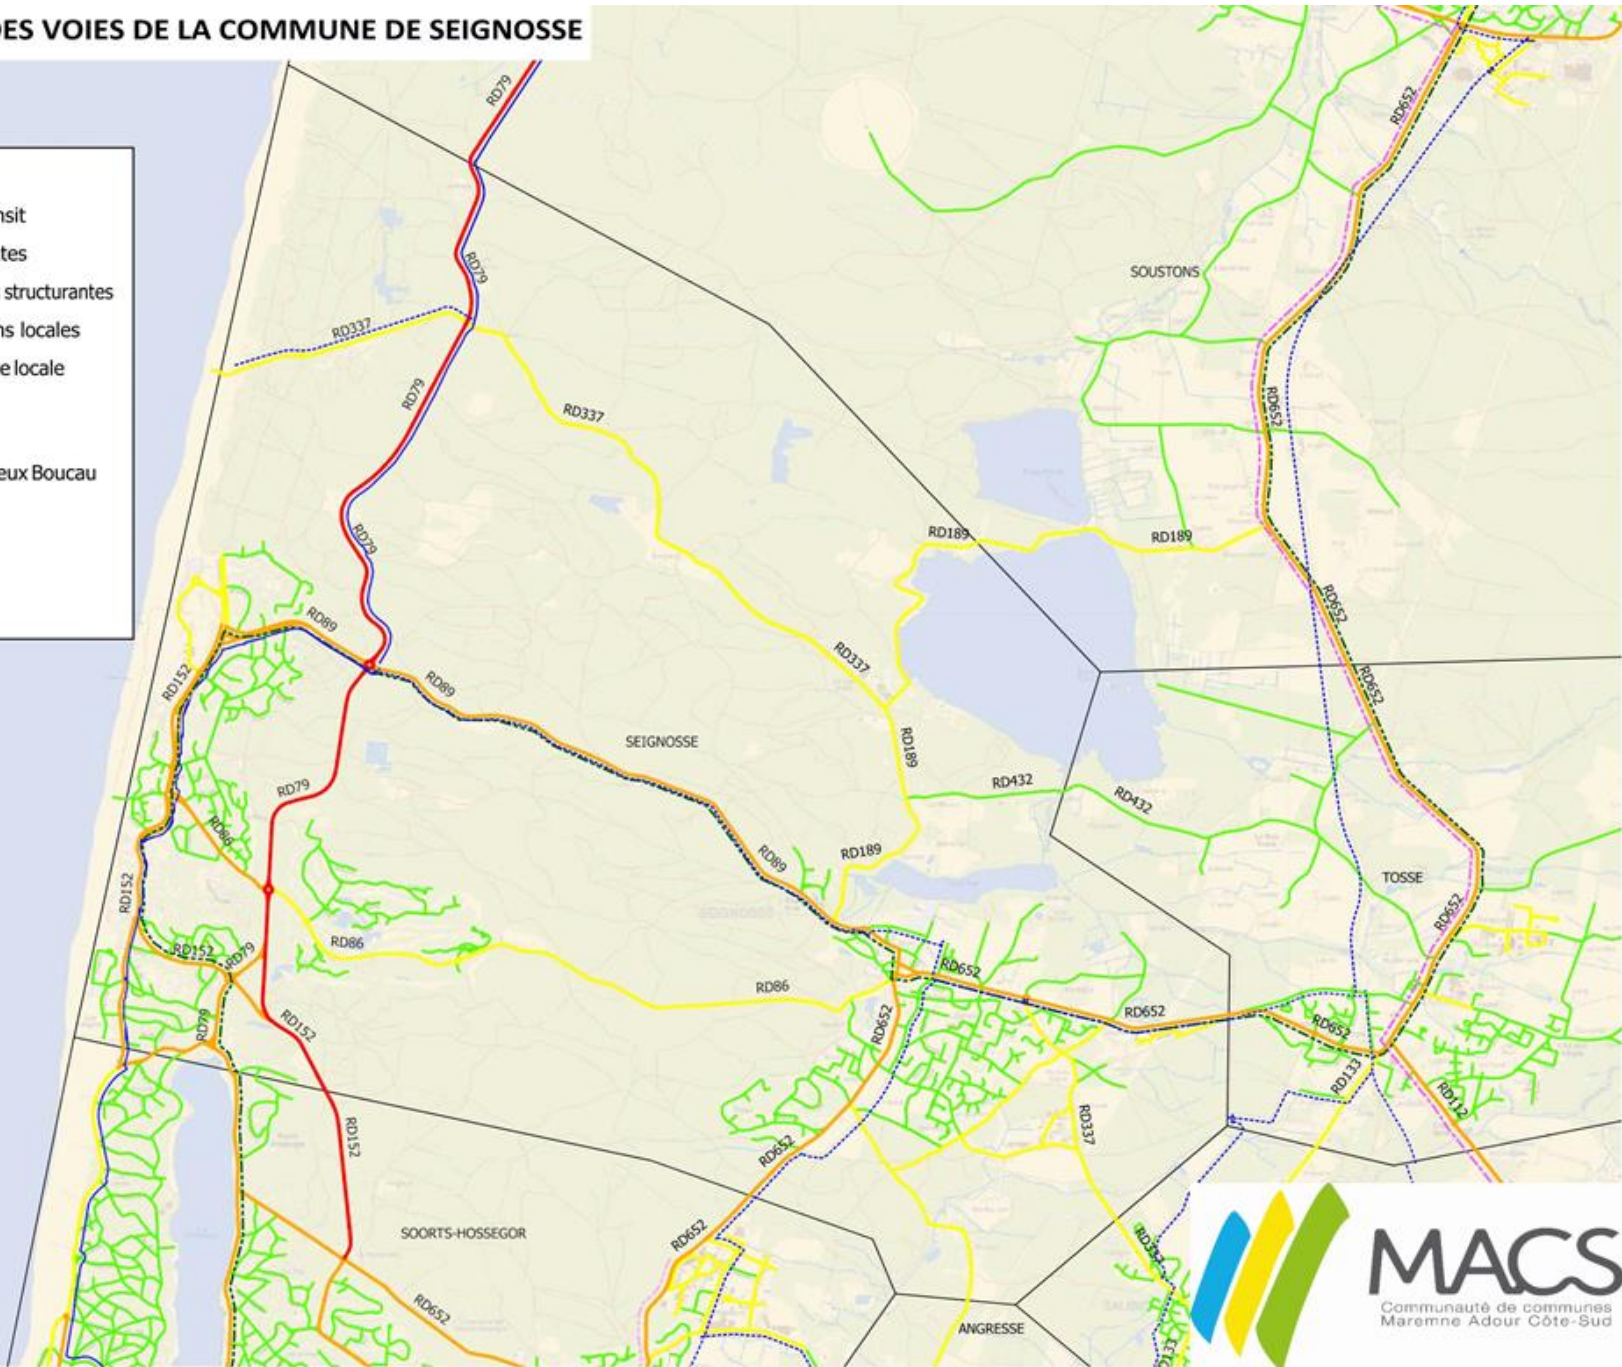 DES VOIES DE LA COMMUNE DE SEIGNOSSE
nsit
tes
structurantes
ns locales
e locale
eux Boucau
RD79
RD652
SOUSTONS
RD79
RD337
RD79
RD337
RD652
RD79
RD189
RD189
RD652
RD89
RD337
RD152
RD89
RD652
SEIGNOSSE
RD189
RD79
RD432
RD432
RD86
RD89
RD189
TOSSE
RD152
RD652
RD152
RD79
RD86
RD652
RD86
RD79
RD152
RD652
RD652
RD652
RD133
RD112
RD152
RD337
RD652
SOORTS-HOSSEGOR
RD652
RD337
RD652
ANGRESSE
RD133
MACS
Communauté de communes
Maremne Adour Côte-Sud